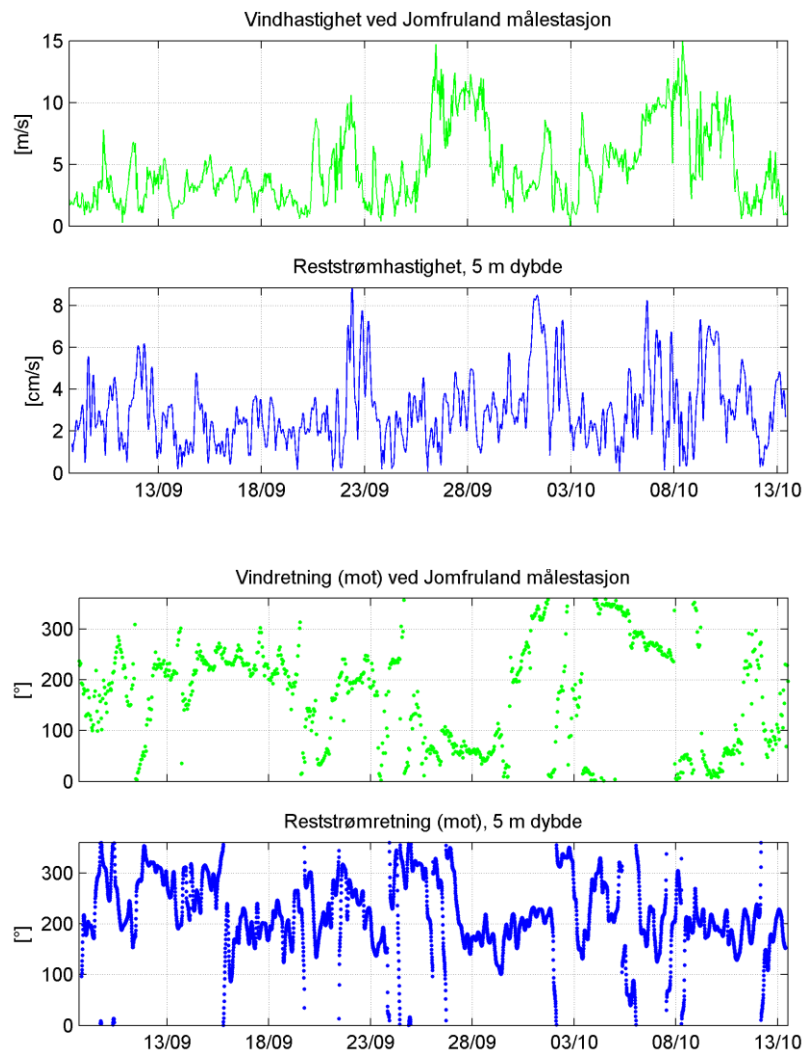 Vindhastighet ved Jomfruland målestasjon
15
10
5
0
[m/s]
Reststrømhastighet, 5 m dybde
8
6
4
2
0
[cm/s]
13/09 18/09 23/09 28/09 03/10 08/10 13/10
Vindretning (mot) ved Jomfruland målestasjon
300
200
100
0
[°]
Reststrømretning (mot), 5 m dybde
300
200
100
0
[°]
13/09 18/09 23/09 28/09 03/10 08/10 13/10